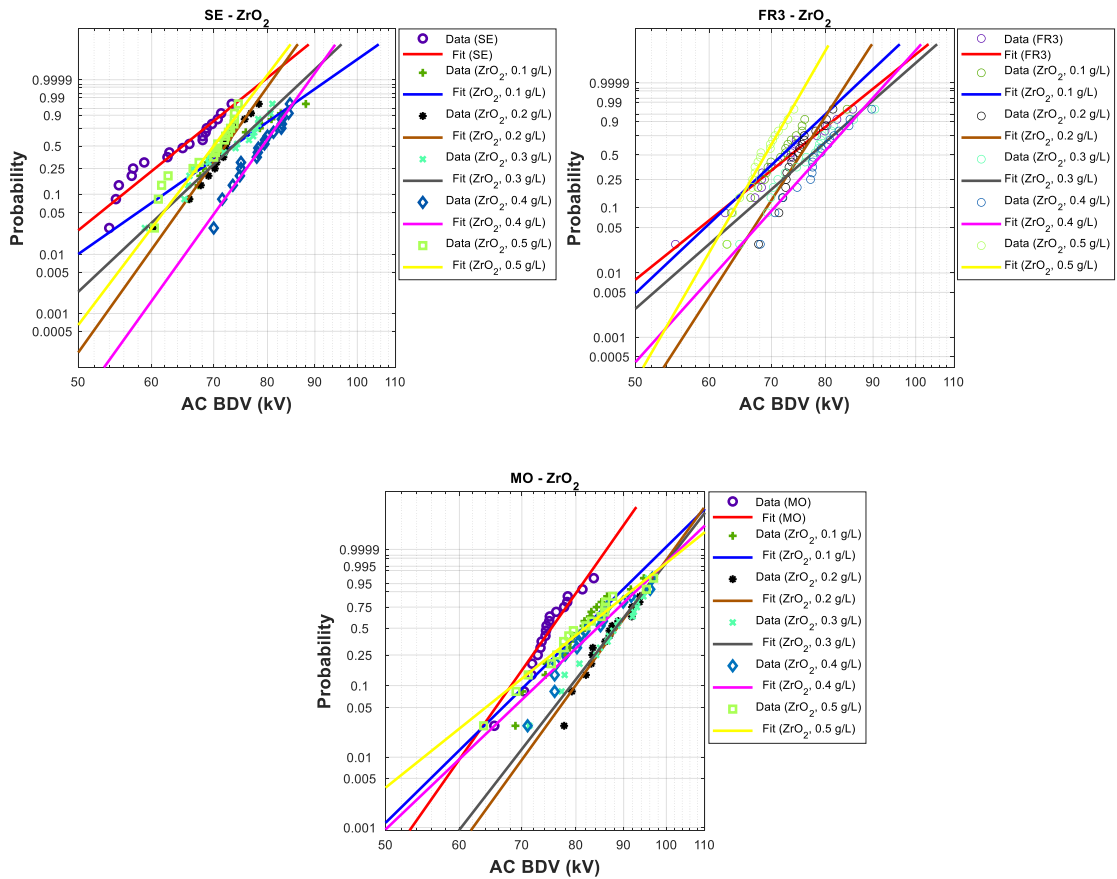 SE - ZrO2
0.9999
0.99
0.9
0.5
0.25
0.1
0.05
0.01
0.005
0.001
0.0005
Probability
50 60 70 80 90 100 110
AC BDV (kV)
Data (SE)
Fit (SE)
Data (ZrO2, 0.1 g/L)
Fit (ZrO2, 0.1 g/L)
Data (ZrO2, 0.2 g/L)
Fit (ZrO2, 0.2 g/L)
Data (ZrO2, 0.3 g/L)
Fit (ZrO2, 0.3 g/L)
Data (ZrO2, 0.4 g/L)
Fit (ZrO2, 0.4 g/L)
Data (ZrO2, 0.5 g/L)
Fit (ZrO2, 0.5 g/L)
FR3 - ZrO2
0.9999
0.99
0.9
0.5
0.25
0.1
0.05
0.01
0.005
0.001
0.0005
Probability
50 60 70 80 90 100 110
AC BDV (kV)
Data (FR3)
Fit (FR3)
Data (ZrO2, 0.1 g/L)
Fit (ZrO2, 0.1 g/L)
Data (ZrO2, 0.2 g/L)
Fit (ZrO2, 0.2 g/L)
Data (ZrO2, 0.3 g/L)
Fit (ZrO2, 0.3 g/L)
Data (ZrO2, 0.4 g/L)
Fit (ZrO2, 0.4 g/L)
Data (ZrO2, 0.5 g/L)
Fit (ZrO2, 0.5 g/L)
MO - ZrO2
0.9999
0.995
0.95
0.75
0.5
0.25
0.1
0.05
0.01
0.005
0.001
Probability
50 60 70 80 90 100 110
AC BDV (kV)
Data (MO)
Fit (MO)
Data (ZrO2, 0.1 g/L)
Fit (ZrO2, 0.1 g/L)
Data (ZrO2, 0.2 g/L)
Fit (ZrO2, 0.2 g/L)
Data (ZrO2, 0.3 g/L)
Fit (ZrO2, 0.3 g/L)
Data (ZrO2, 0.4 g/L)
Fit (ZrO2, 0.4 g/L)
Data (ZrO2, 0.5 g/L)
Fit (ZrO2, 0.5 g/L)